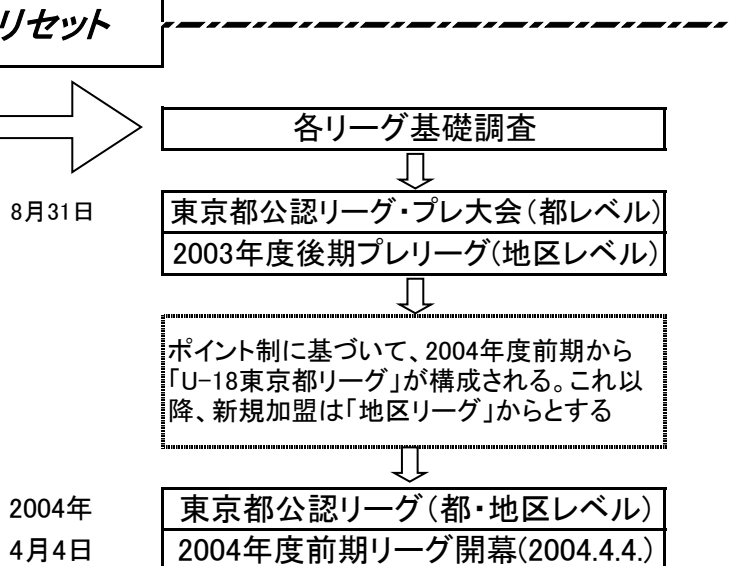 リセット
各リーグ基礎調査
8月31日
東京都公認リーグ・プレ大会(都レベル)
2003年度後期プレリーグ(地区レベル)
ポイント制に基づいて、2004年度前期から
「U-18東京都リーグ」が構成される。これ以
降、新規加盟は「地区リーグ」からとする
2004年
東京都公認リーグ(都・地区レベル)
4月4日
2004年度前期リーグ開幕(2004.4.4.)